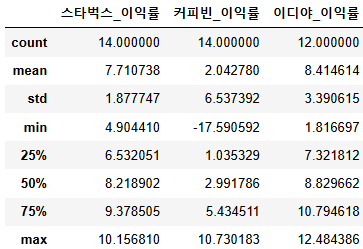 스타벅스_이익률 커피빈_이익률 이디야_이익률
count 14.000000 14.000000 12.000000
mean 7.710738 2.042780 8.414614
std 1.877747 6.537392 3.390615
min 4.904410 -17.590592 1.816697
25% 6.532051 1.035329 7.321812
50% 8.218902 2.991786 8.829662
75% 9.378505 5.434511 10.794618
max 10.156810 10.730183 12.484386